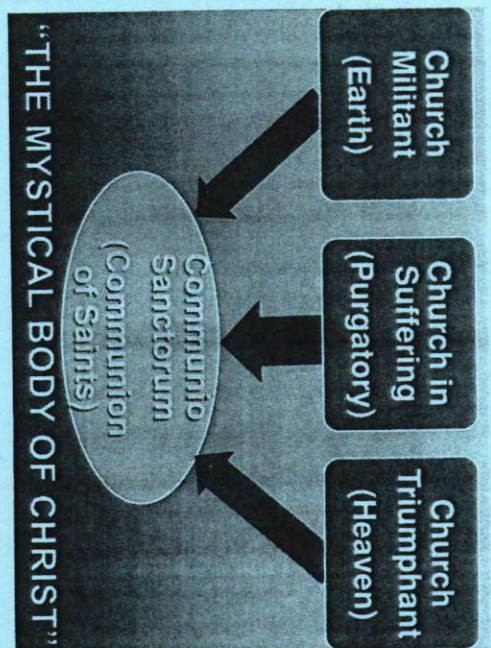 Church
Militant
(Earth)
Church in
Suffering
(Purgatory)
Church
Triumphant
(Heaven)
Communio
Sanctorum
(Communion
of Saints)
"THE MYSTICAL BODY OF CHRIST"